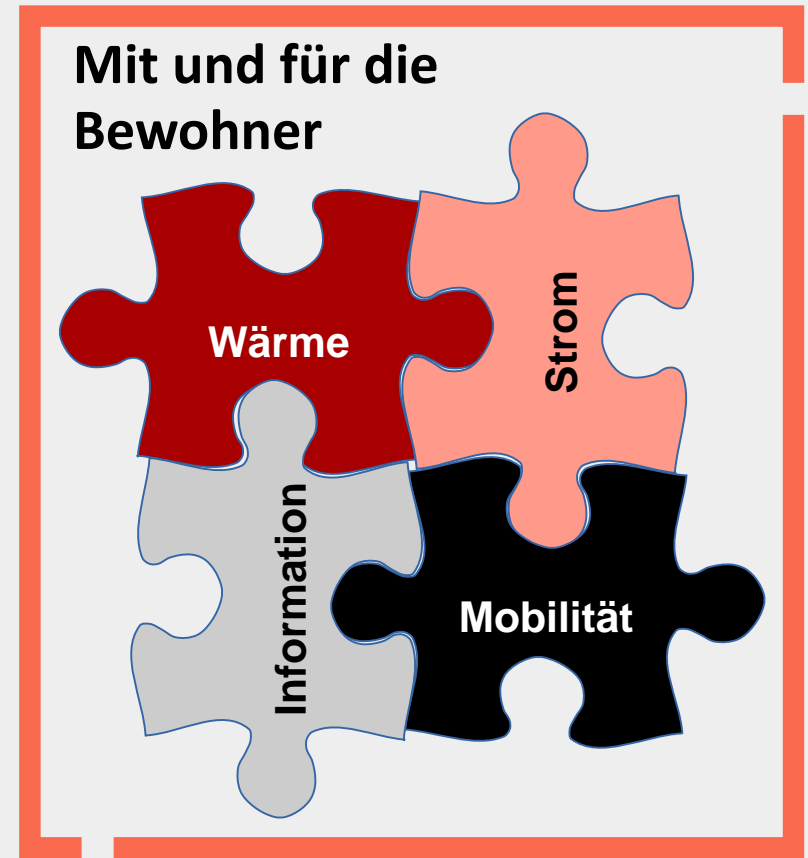 Mit und für die
Bewohner
Wärme
Strom
Information
Mobilität